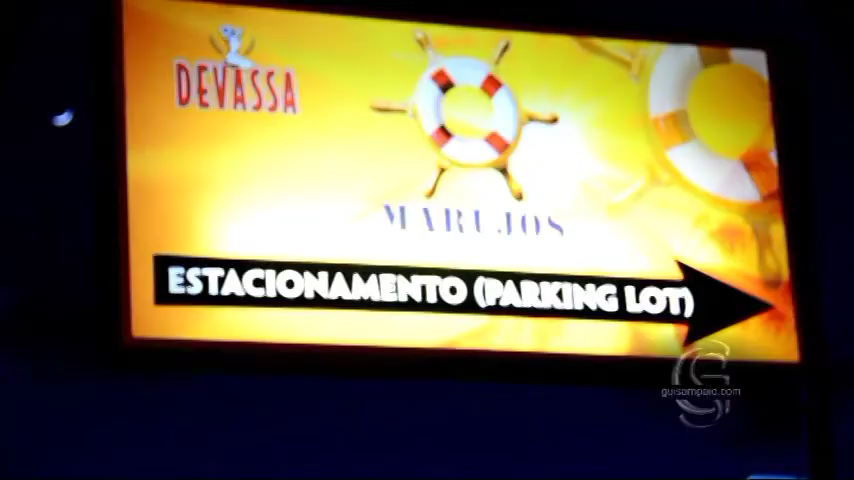 DEVASSA
MARUJOS
ESTACIONAMENTO (PARKING LOT)
guisampaio.com